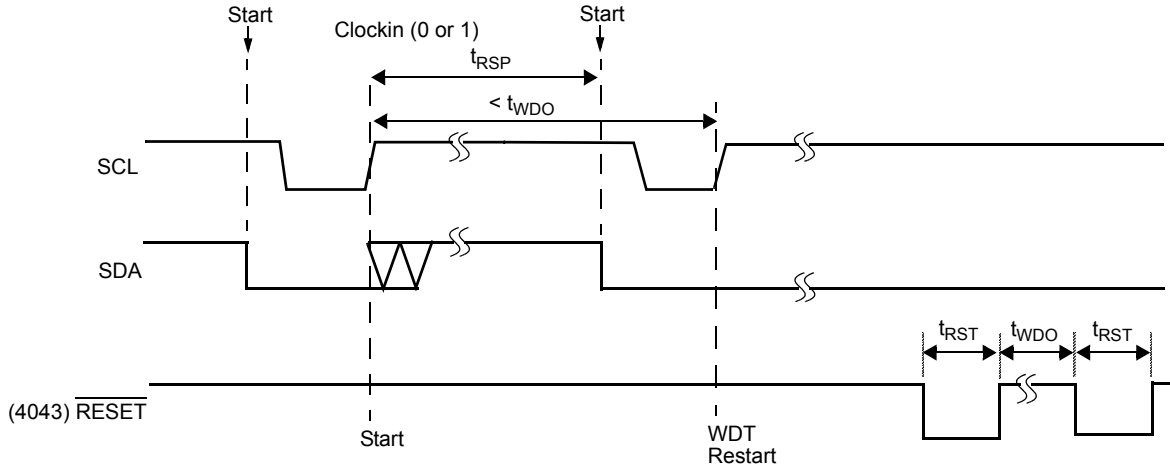 Start
Start
Clockin (0 or 1)
tRSP
< tWDO
SCL
SDA
tRST
tWDO
tRST
(4043) RESET
Start
WDT
Restart